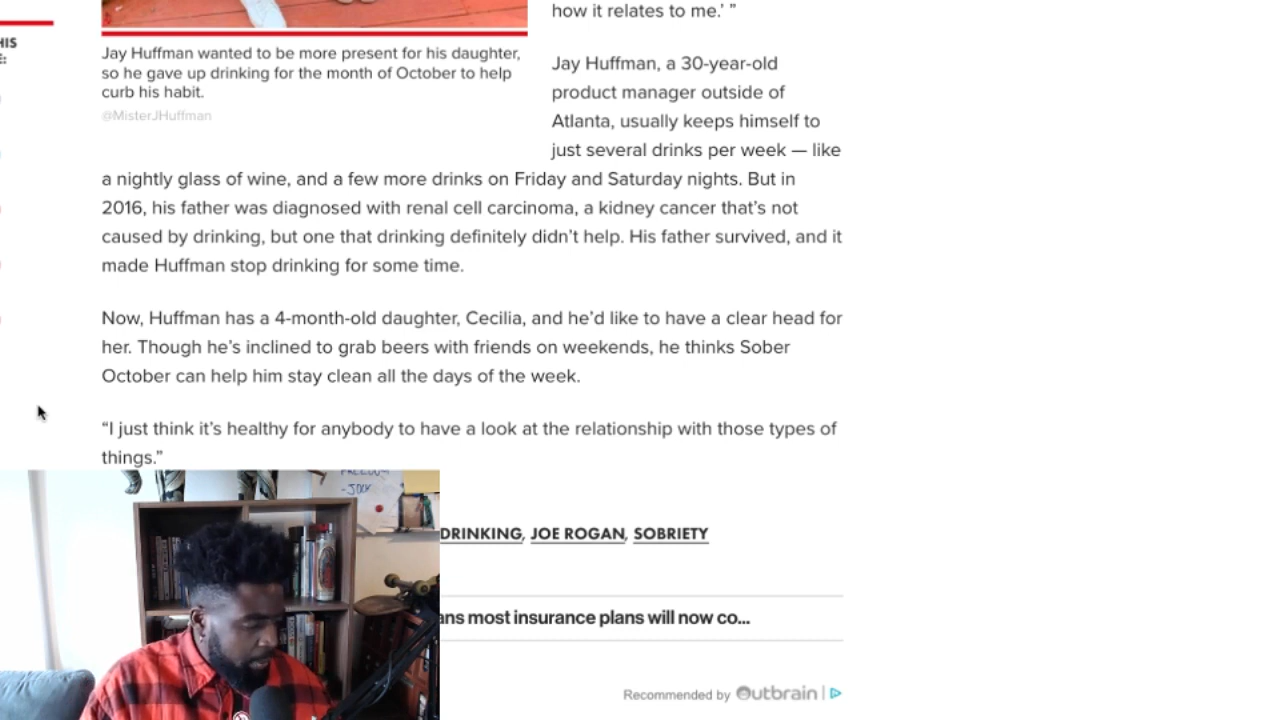 how it relates to me.’ ”
HIS
E:
Jay Huffman wanted to be more present for his daughter,
so he gave up drinking for the month of October to help
curb his habit.
@MisterJHuffman
Jay Huffman, a 30-year-old
product manager outside of
Atlanta, usually keeps himself to
just several drinks per week — like
a nightly glass of wine, and a few more drinks on Friday and Saturday nights. But in
2016, his father was diagnosed with renal cell carcinoma, a kidney cancer that’s not
caused by drinking, but one that drinking definitely didn’t help. His father survived, and it
made Huffman stop drinking for some time.
Now, Huffman has a 4-month-old daughter, Cecilia, and he’d like to have a clear head for
her. Though he’s inclined to grab beers with friends on weekends, he thinks Sober
October can help him stay clean all the days of the week.
“I just think it’s healthy for anybody to have a look at the relationship with those types of
things.”
FREEDOM
-JOCK
DRINKING, JOE ROGAN, SOBRIETY
ans most insurance plans will now co...
Recommended by Outbrain